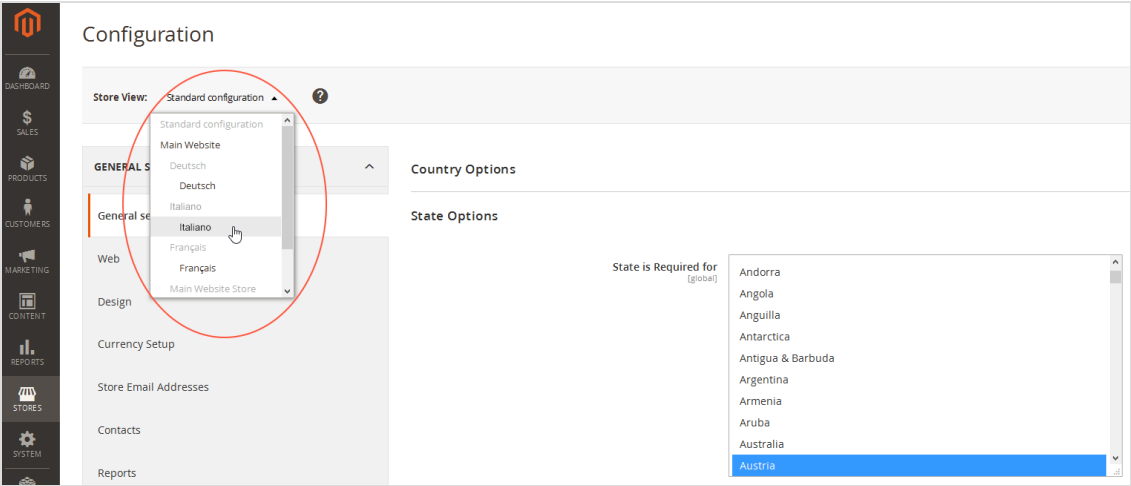 Configuration
Store View: Standard configuration
Standard configuration
Main Website
Deutsch
Deutsch
Italiano
Italiano
Français
Français
Main Website Store
DASHBOARD
$
SALES
PRODUCTS
CUSTOMERS
MARKETING
CONTENT
REPORTS
STORES
SYSTEM
GENERAL S
General se
Web
Design
Currency Setup
Store Email Addresses
Contacts
Reports
Country Options
State Options
State is Required for
[global]
Andorra
Angola
Anguilla
Antarctica
Antigua & Barbuda
Argentina
Armenia
Aruba
Australia
Austria